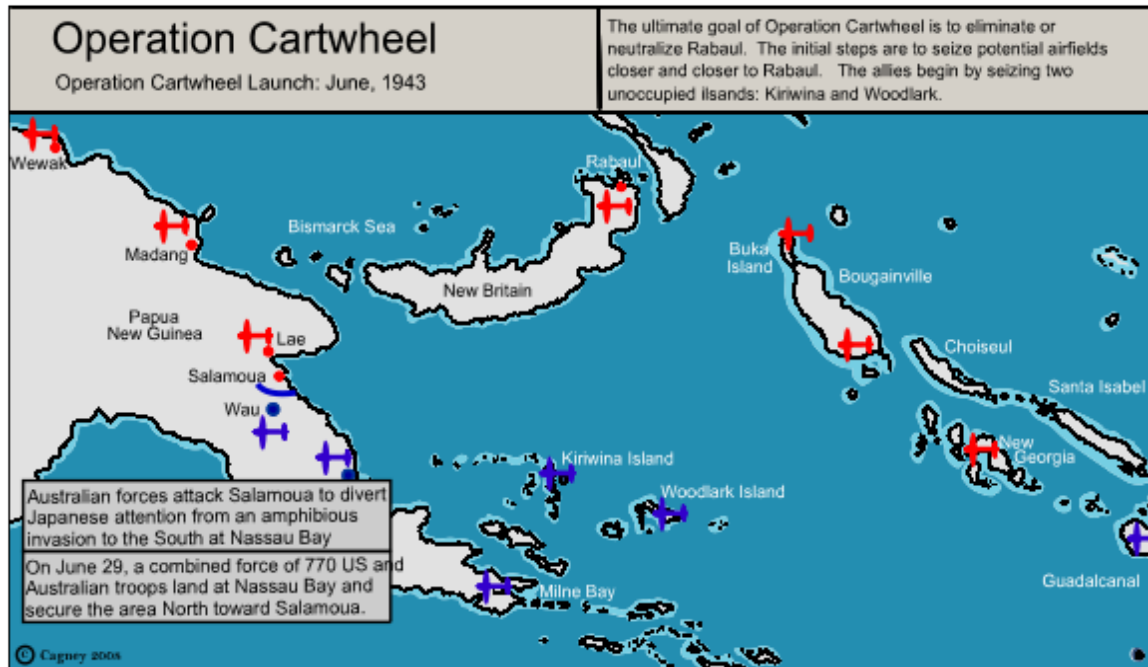 Operation Cartwheel
Operation Cartwheel Launch: June, 1943
The ultimate goal of Operation Cartwheel is to eliminate or
neutralize Rabaul. The initial steps are to seize potential airfields
closer and closer to Rabaul. The allies begin by seizing two
unoccupied ilsands: Kiriwina and Woodlark.
Wewak
Rabaul
Bismarck Sea
Madang
Buka
Island
Bougainville
New Britain
Papua
New Guinea
Lae
Choiseul
Salamoua
Santa Isabel
Wau
New
Georgia
Kiriwina Island
Woodlark Island
Australian forces attack Salamoua to divert
Japanese attention from an amphibious
invasion to the South at Nassau Bay
On June 29, a combined force of 770 US and
Australian troops land at Nassau Bay and
secure the area North toward Salamoua.
Milne Bay
Guadalcanal
© Cagney 2008